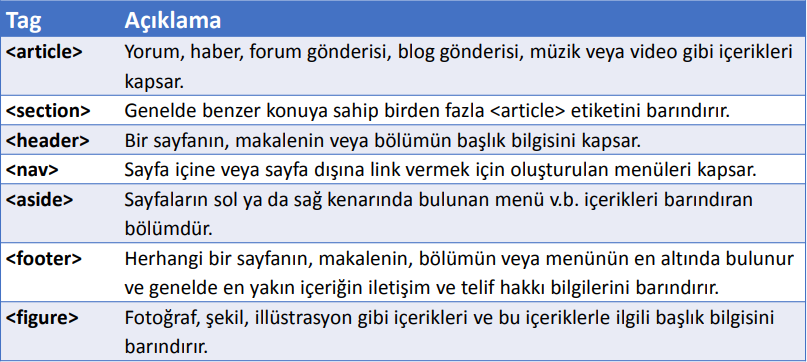 Tag Açıklama
<article> Yorum, haber, forum gönderisi, blog gönderisi, müzik veya video gibi içerikleri
kapsar.
<section> Genelde benzer konuya sahip birden fazla <article> etiketini barındırır.
<header> Bir sayfanın, makalenin veya bölümün başlık bilgisini kapsar.
<nav> Sayfa içine veya sayfa dışına link vermek için oluşturulan menüleri kapsar.
<aside> Sayfaların sol ya da sağ kenarında bulunan menü v.b. içerikleri barındıran
bölümdür.
<footer> Herhangi bir sayfanın, makalenin, bölümün veya menünün en altında bulunur
ve genelde en yakın içeriğin iletişim ve telif hakkı bilgilerini barındırır.
<figure> Fotoğraf, şekil, illüstrasyon gibi içerikleri ve bu içeriklerle ilgili başlık bilgisini
barındırır.